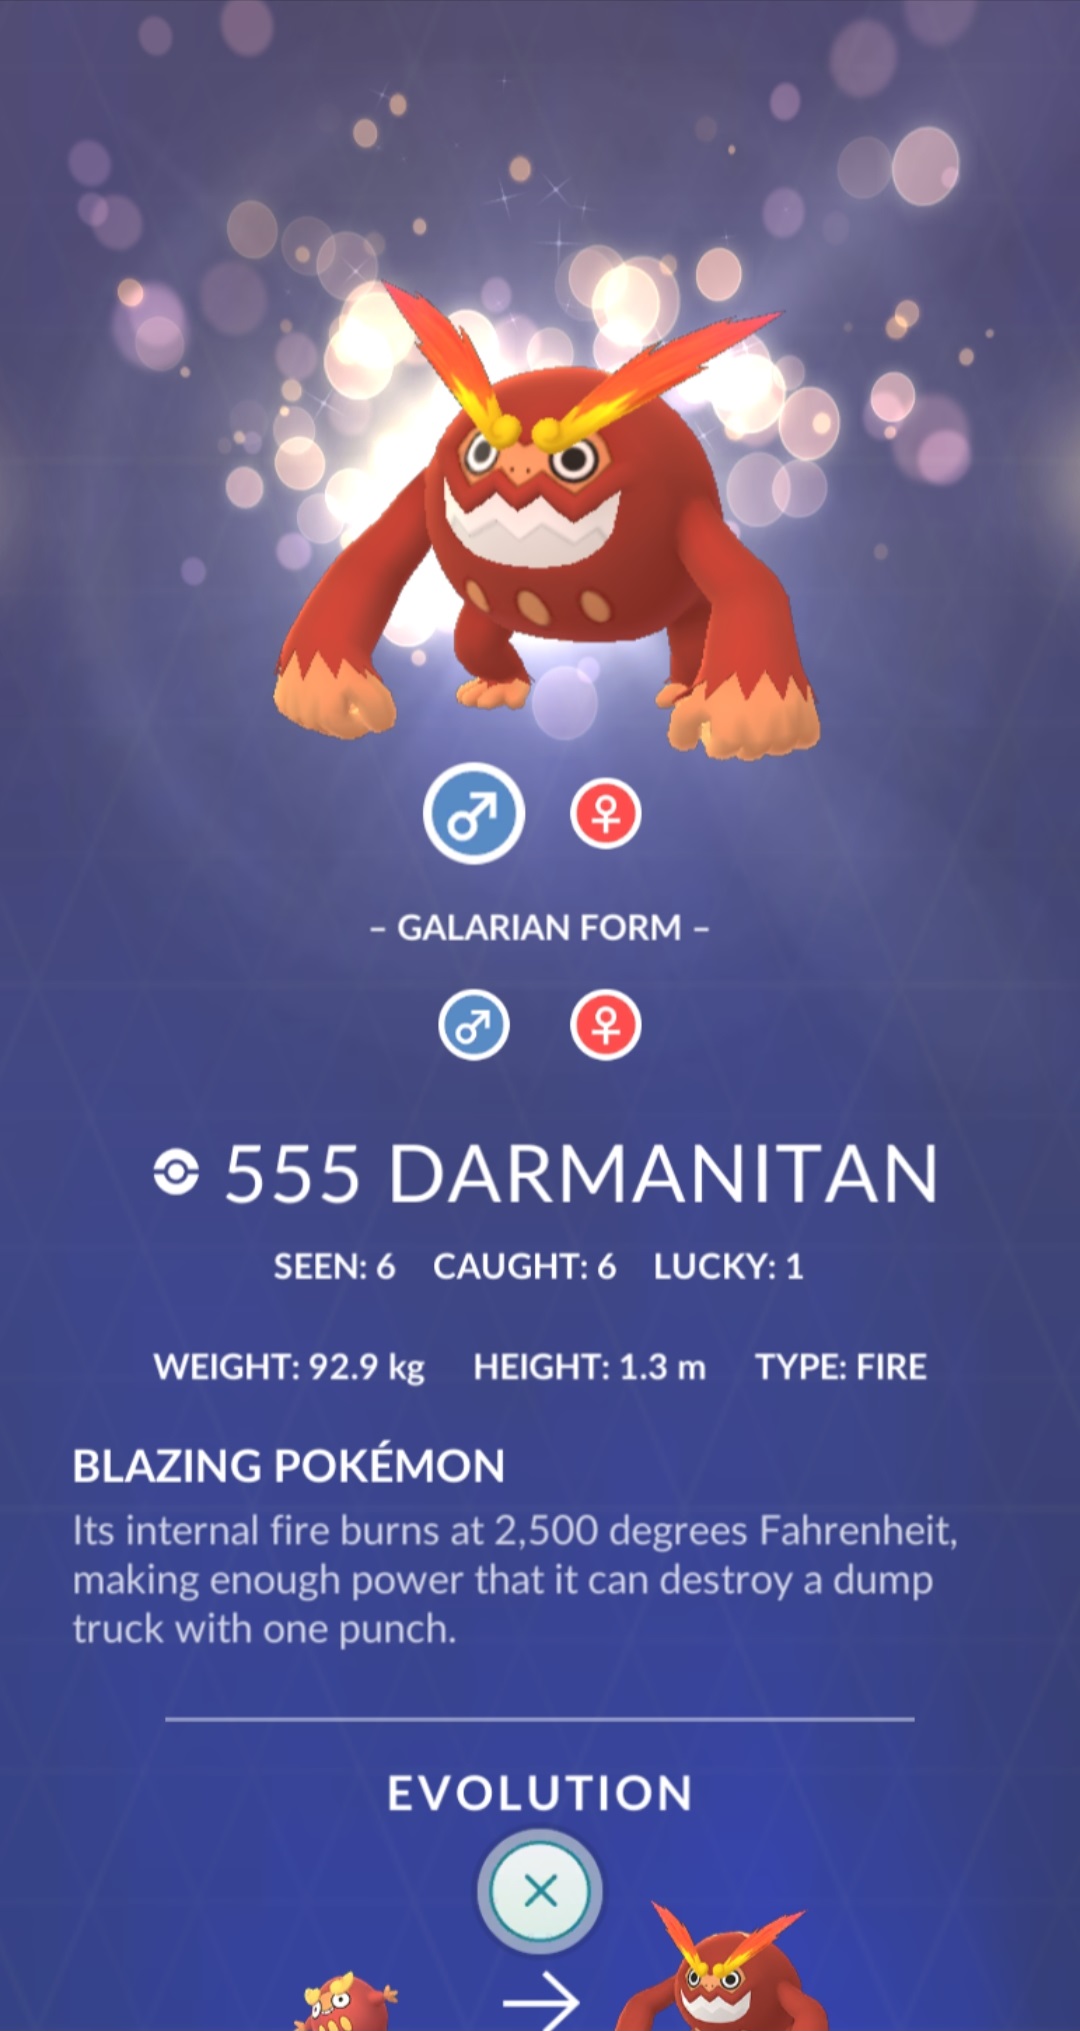 – GALARIAN FORM –
555 DARMANITAN
SEEN: 6 CAUGHT: 6 LUCKY: 1
WEIGHT: 92.9 kg HEIGHT: 1.3 m TYPE: FIRE
BLAZING POKÉMON
Its internal fire burns at 2,500 degrees Fahrenheit,
making enough power that it can destroy a dump
truck with one punch.
EVOLUTION